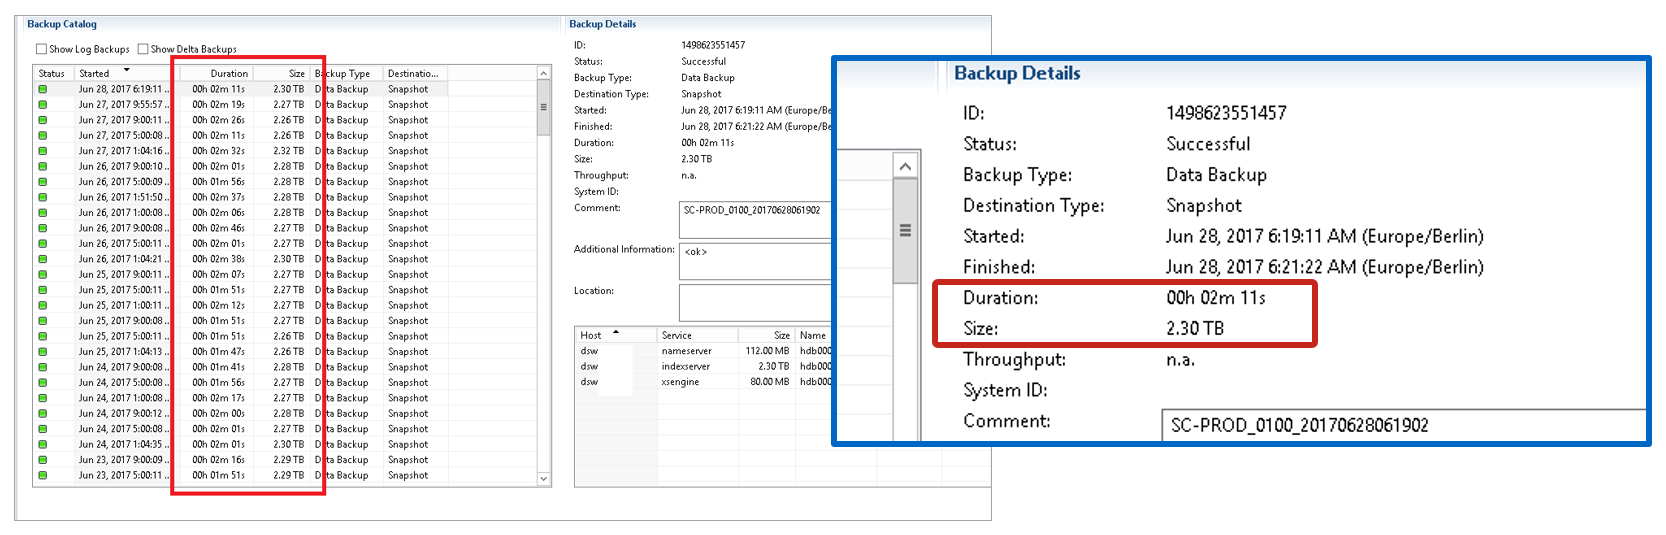 Backup Catalog
Show Log Backups Show Delta Backups
Status Started Duration Size Backup Type Destinatio...
Jun 28, 2017 6:19:11 ... 00h 02m 11s 2.30 TB Data Backup Snapshot
Jun 27, 2017 9:55:57 ... 00h 02m 19s 2.27 TB Data Backup Snapshot
Jun 27, 2017 9:00:11 ... 00h 02m 26s 2.26 TB Data Backup Snapshot
Jun 27, 2017 5:00:08 ... 00h 02m 11s 2.26 TB Data Backup Snapshot
Jun 27, 2017 1:04:16 ... 00h 02m 32s 2.32 TB Data Backup Snapshot
Jun 26, 2017 9:00:10 ... 00h 02m 01s 2.28 TB Data Backup Snapshot
Jun 26, 2017 5:00:09 ... 00h 01m 56s 2.28 TB Data Backup Snapshot
Jun 26, 2017 1:51:50 ... 00h 02m 37s 2.28 TB Data Backup Snapshot
Jun 26, 2017 1:00:08 ... 00h 02m 06s 2.28 TB Data Backup Snapshot
Jun 26, 2017 9:00:08 ... 00h 02m 46s 2.27 TB Data Backup Snapshot
Jun 26, 2017 5:00:11 ... 00h 02m 01s 2.27 TB Data Backup Snapshot
Jun 26, 2017 1:04:21 ... 00h 02m 38s 2.30 TB Data Backup Snapshot
Jun 25, 2017 9:00:11 ... 00h 02m 07s 2.27 TB Data Backup Snapshot
Jun 25, 2017 5:00:11 ... 00h 01m 51s 2.27 TB Data Backup Snapshot
Jun 25, 2017 1:00:11 ... 00h 02m 12s 2.27 TB Data Backup Snapshot
Jun 25, 2017 9:00:08 ... 00h 01m 51s 2.27 TB Data Backup Snapshot
Jun 25, 2017 5:00:11 ... 00h 01m 51s 2.26 TB Data Backup Snapshot
Jun 25, 2017 1:04:13 ... 00h 01m 47s 2.26 TB Data Backup Snapshot
Jun 24, 2017 9:00:08 ... 00h 01m 41s 2.28 TB Data Backup Snapshot
Jun 24, 2017 5:00:08 ... 00h 01m 56s 2.27 TB Data Backup Snapshot
Jun 24, 2017 1:00:08 ... 00h 02m 17s 2.27 TB Data Backup Snapshot
Jun 24, 2017 9:00:12 ... 00h 02m 00s 2.28 TB Data Backup Snapshot
Jun 24, 2017 5:00:08 ... 00h 02m 01s 2.27 TB Data Backup Snapshot
Jun 24, 2017 1:04:35 ... 00h 02m 01s 2.30 TB Data Backup Snapshot
Jun 23, 2017 9:00:09 ... 00h 02m 16s 2.29 TB Data Backup Snapshot
Jun 23, 2017 5:00:11 ... 00h 01m 51s 2.29 TB Data Backup Snapshot
Backup Details
ID: 1498623551457
Status: Successful
Backup Type: Data Backup
Destination Type: Snapshot
Started: Jun 28, 2017 6:19:11 AM (Europe/Be
Finished: Jun 28, 2017 6:21:22 AM (Europe/Be
Duration: 00h 02m 11s
Size: 2.30 TB
Throughput: n.a.
System ID:
Comment: SC-PROD_0100_20170628061902
Additional Information: <ok>
Location:
Host Service Size Name
dsw nameserver 112.00 MB hdb000
dsw indexserver 2.30 TB hdb000
dsw xsengine 80.00 MB hdb000
Backup Details
ID: 1498623551457
Status: Successful
Backup Type: Data Backup
Destination Type: Snapshot
Started: Jun 28, 2017 6:19:11 AM (Europe/Berlin)
Finished: Jun 28, 2017 6:21:22 AM (Europe/Berlin)
Duration: 00h 02m 11s
Size: 2.30 TB
Throughput: n.a.
System ID:
Comment: SC-PROD_0100_20170628061902